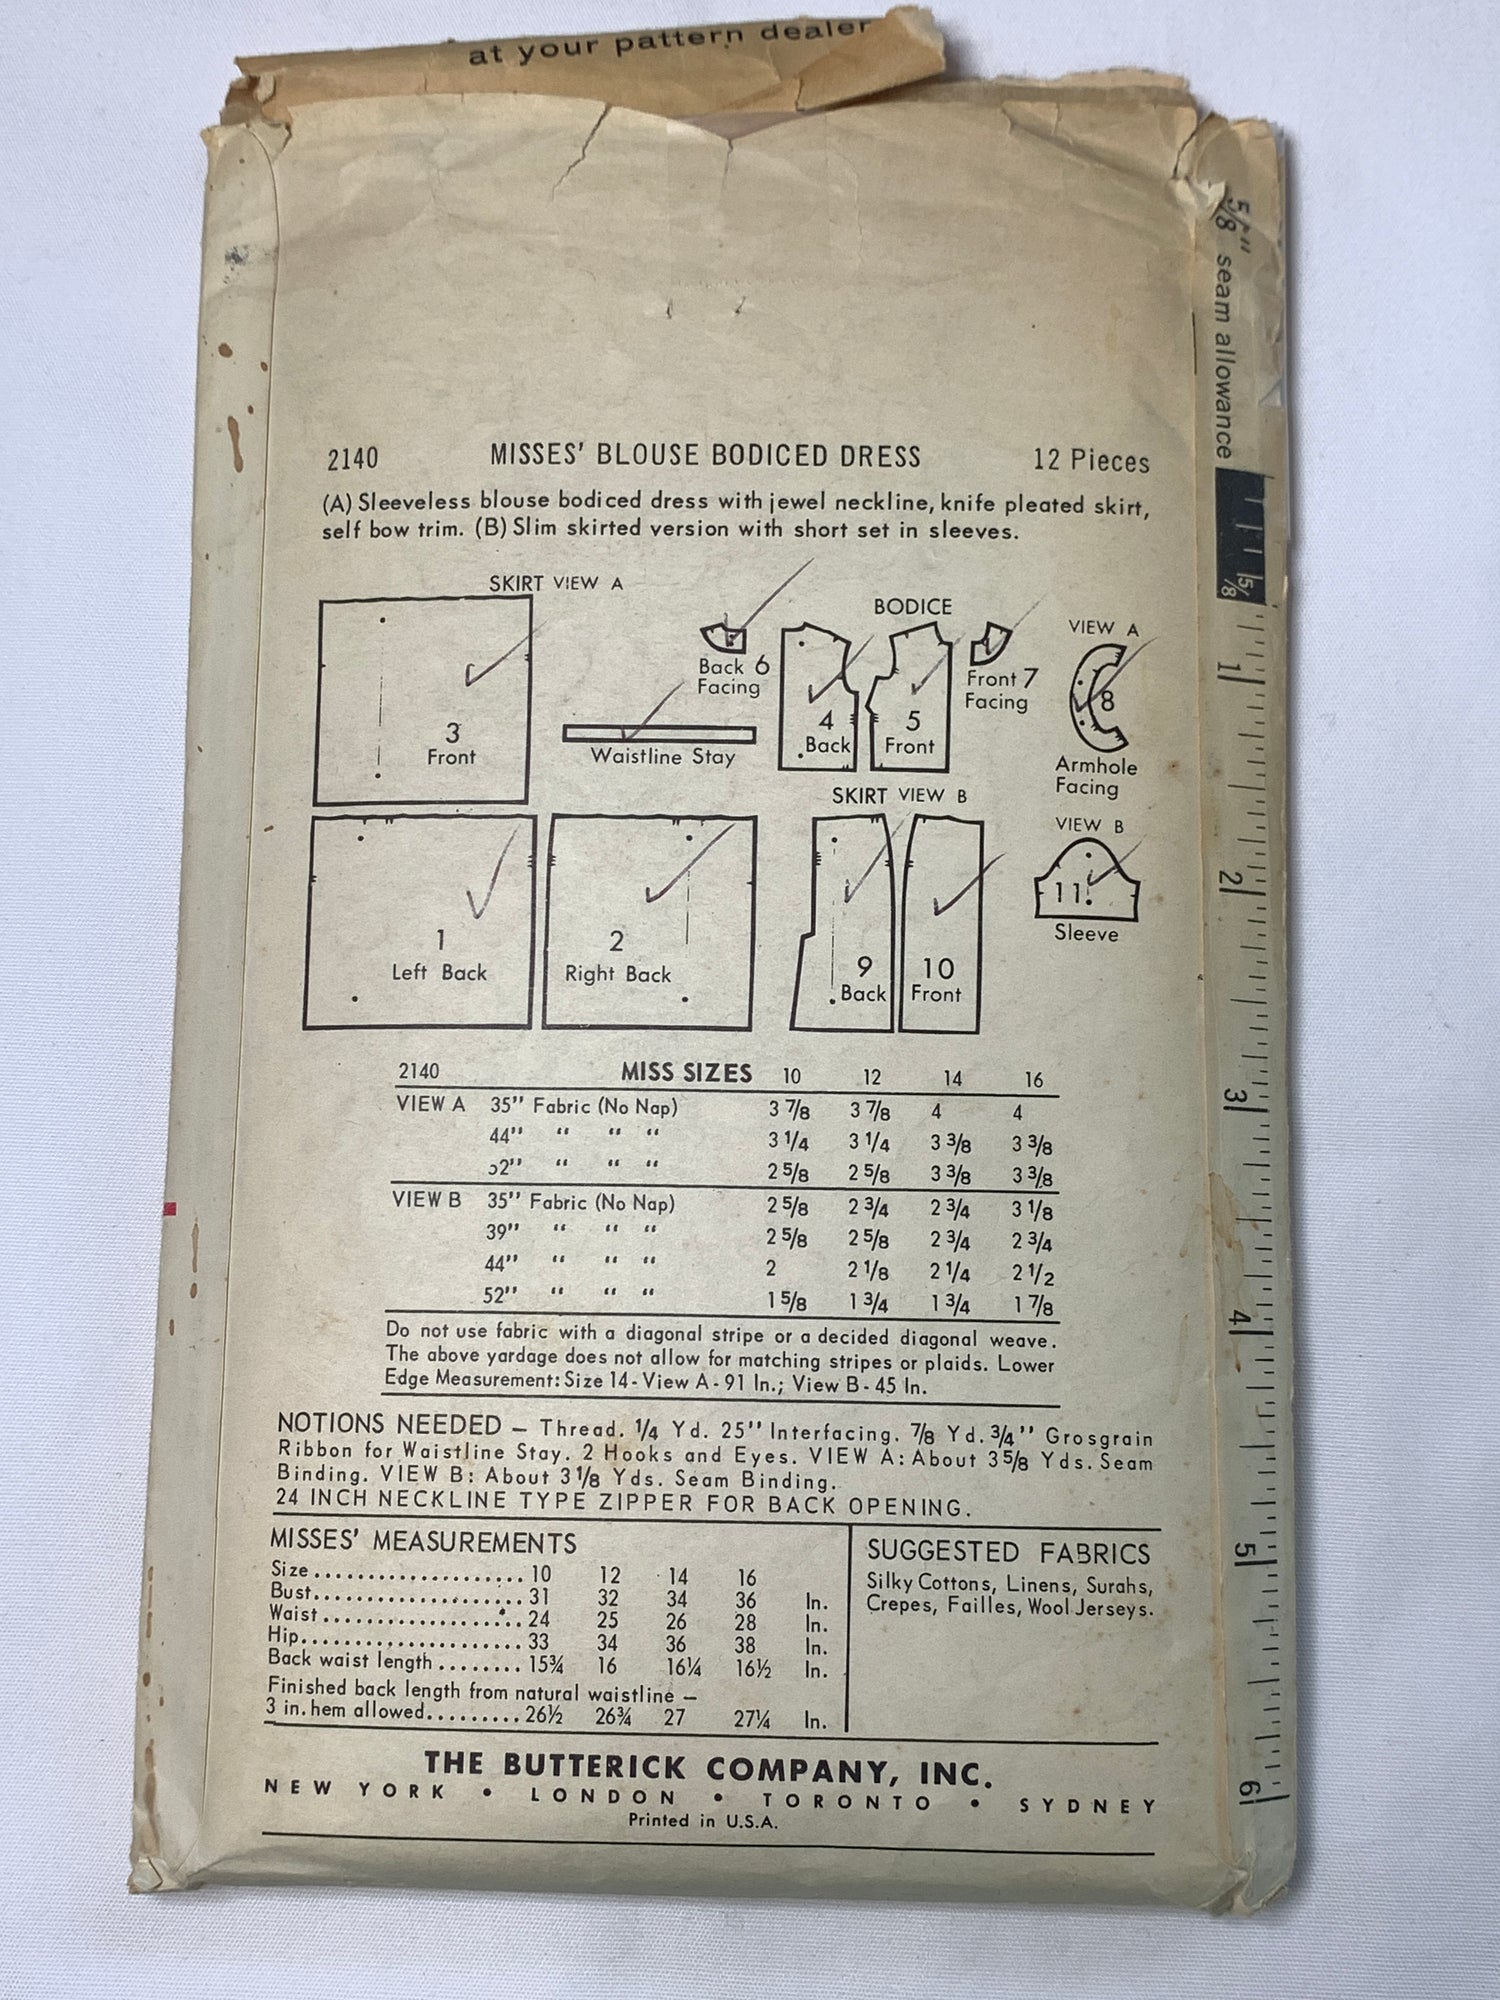 at your pattern dealer
5/8" seam allowance
2140 MISSES' BLOUSE BODICED DRESS 12 Pieces
(A) Sleeveless blouse bodiced dress with jewel neckline, knife pleated skirt,
self bow trim. (B) Slim skirted version with short set in sleeves.
SKIRT VIEW A
3
Front
Waistline Stay
Back 6
Facing
BODICE
4
Back
5
Front
Front 7
Facing
VIEW A
8
Armhole
Facing
1
Left Back
2
Right Back
SKIRT VIEW B
9
Back
10
Front
VIEW B
11
Sleeve
2140 MISS SIZES 10 12 14 16
VIEW A 35" Fabric (No Nap) 3 7/8 3 7/8 4 4
44" " " " 3 1/4 3 1/4 3 3/8 3 3/8
52" " " " 2 5/8 2 5/8 3 3/8 3 3/8
VIEW B 35" Fabric (No Nap) 2 5/8 2 3/4 2 3/4 3 1/8
39" " " " 2 5/8 2 5/8 2 3/4 2 3/4
44" " " " 2 2 1/8 2 1/4 2 1/2
52" " " " 1 5/8 1 3/4 1 3/4 1 7/8
Do not use fabric with a diagonal stripe or a decided diagonal weave.
The above yardage does not allow for matching stripes or plaids. Lower
Edge Measurement: Size 14 - View A - 91 In.; View B - 45 In.
NOTIONS NEEDED — Thread. 1/4 Yd. 25" Interfacing. 7/8 Yd. 3/4" Grosgrain
Ribbon for Waistline Stay. 2 Hooks and Eyes. VIEW A: About 3 5/8 Yds. Seam
Binding. VIEW B: About 3 1/8 Yds. Seam Binding.
24 INCH NECKLINE TYPE ZIPPER FOR BACK OPENING.
MISSES' MEASUREMENTS
Size.................... 10 12 14 16
Bust.................... 31 32 34 36 In.
Waist................... 24 25 26 28 In.
Hip..................... 33 34 36 38 In.
Back waist length ........ 15¾ 16 16¼ 16½ In.
Finished back length from natural waistline —
3 in. hem allowed......... 26½ 26¾ 27 27¼ In.
SUGGESTED FABRICS
Silky Cottons, Linens, Surahs,
Crepes, Failles, Wool Jerseys.
THE BUTTERICK COMPANY, INC.
NEW YORK • LONDON • TORONTO • SYDNEY
Printed in U.S.A.
5/8
1
2
3
4
5
6